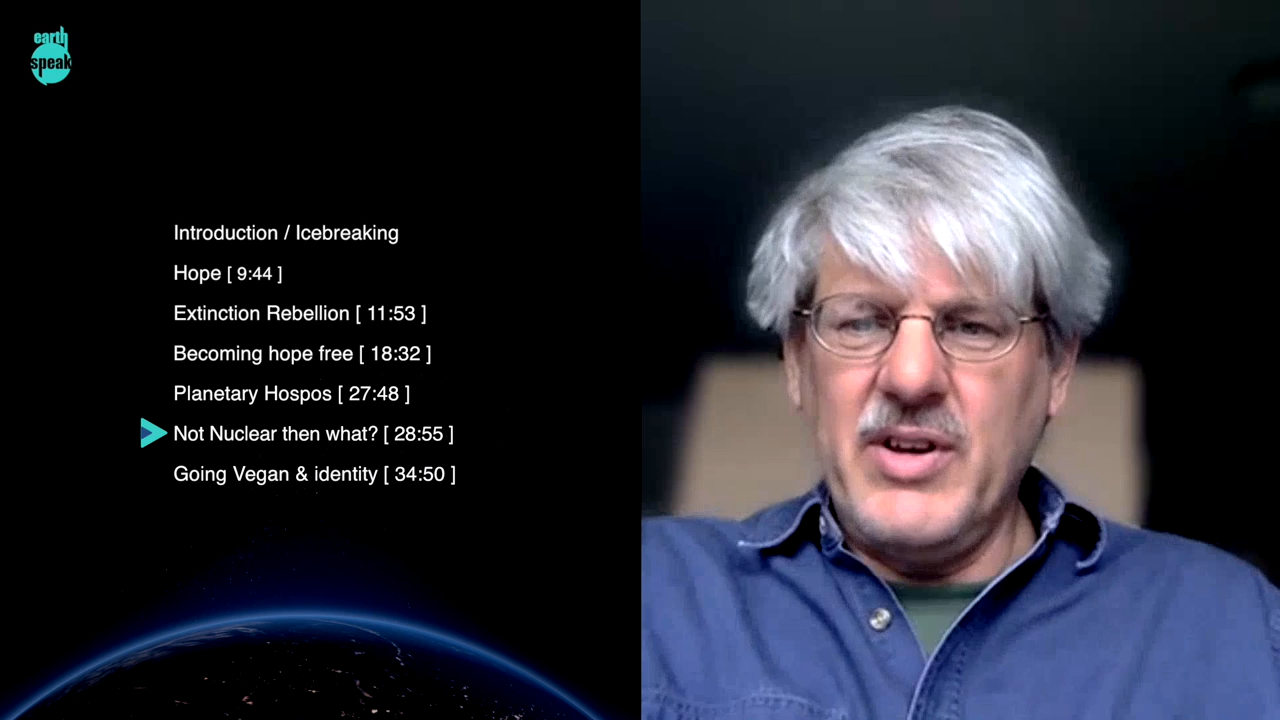 earth
speak
Introduction / Icebreaking
Hope [ 9:44 ]
Extinction Rebellion [ 11:53 ]
Becoming hope free [ 18:32 ]
Planetary Hospos [ 27:48 ]
Not Nuclear then what? [ 28:55 ]
Going Vegan & identity [ 34:50 ]